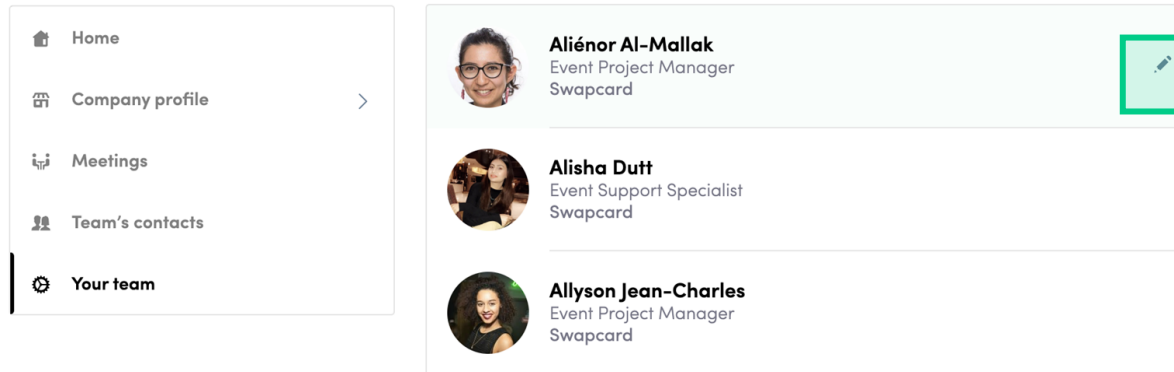 Home
Company profile
Meetings
Team's contacts
Your team
Aliénor Al-Mallak
Event Project Manager
Swapcard
Alisha Dutt
Event Support Specialist
Swapcard
Allyson Jean-Charles
Event Project Manager
Swapcard